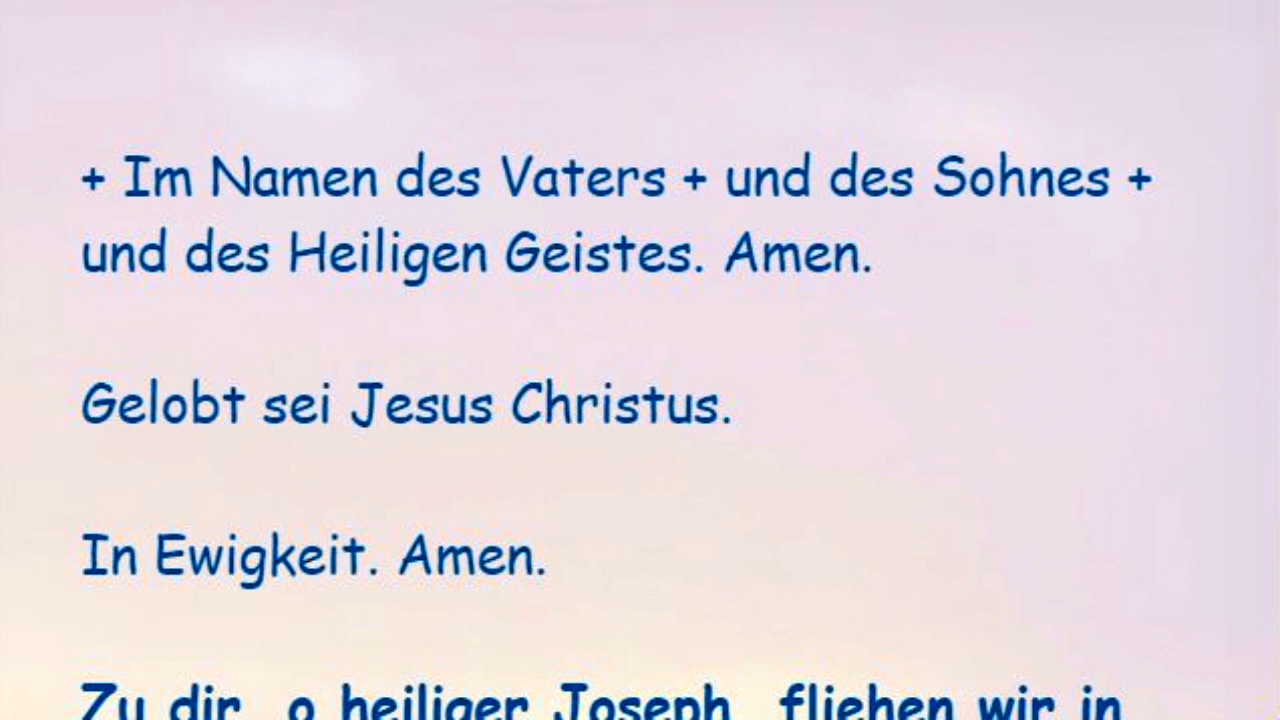 + Im Namen des Vaters + und des Sohnes +
und des Heiligen Geistes. Amen.
Gelobt sei Jesus Christus.
In Ewigkeit. Amen.
Zu dir, o heiliger Joseph, fliehen wir in